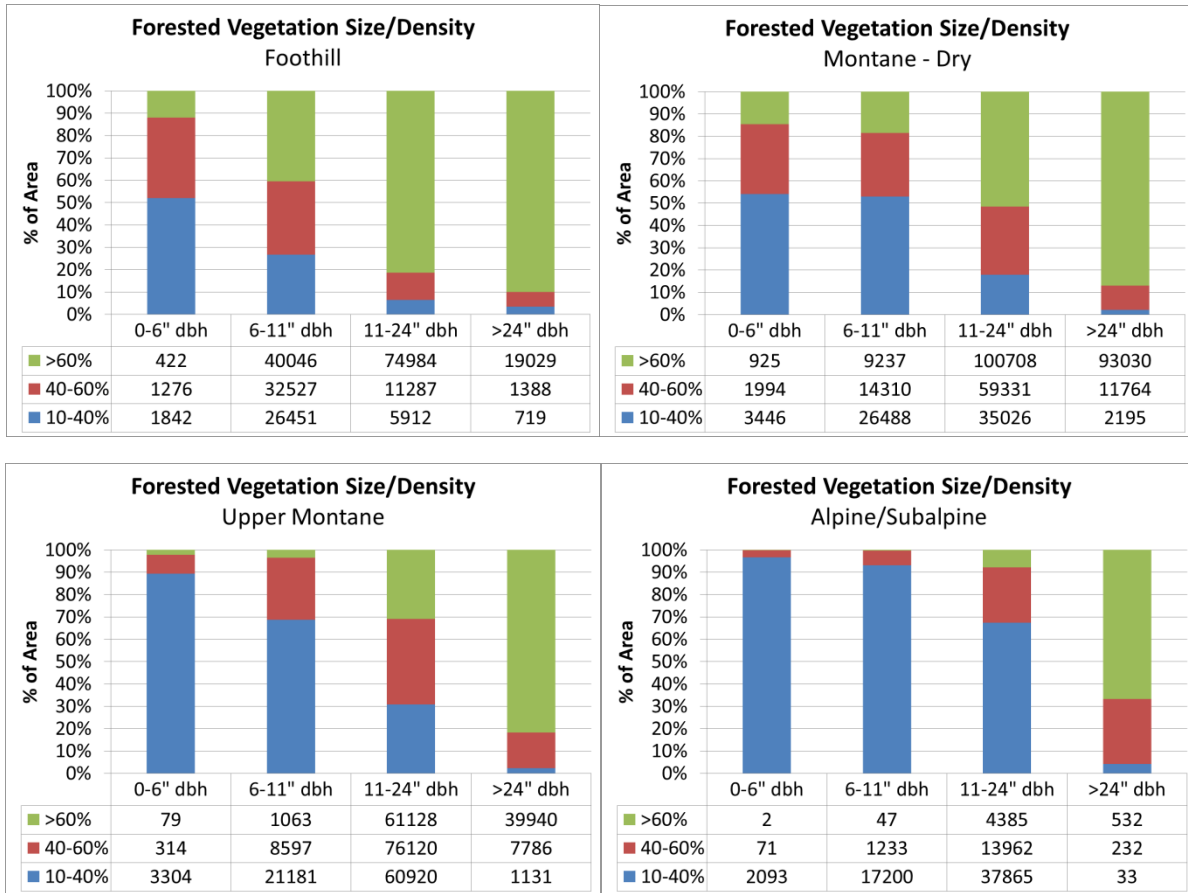 Forested Vegetation Size/Density
Foothill
% of Area
100%
90%
80%
70%
60%
50%
40%
30%
20%
10%
0%
0-6" dbh 6-11" dbh 11-24" dbh >24" dbh
>60% 422 40046 74984 19029
40-60% 1276 32527 11287 1388
10-40% 1842 26451 5912 719
Forested Vegetation Size/Density
Montane - Dry
% of Area
100%
90%
80%
70%
60%
50%
40%
30%
20%
10%
0%
0-6" dbh 6-11" dbh 11-24" dbh >24" dbh
>60% 925 9237 100708 93030
40-60% 1994 14310 59331 11764
10-40% 3446 26488 35026 2195
Forested Vegetation Size/Density
Upper Montane
% of Area
100%
90%
80%
70%
60%
50%
40%
30%
20%
10%
0%
0-6" dbh 6-11" dbh 11-24" dbh >24" dbh
>60% 79 1063 61128 39940
40-60% 314 8597 76120 7786
10-40% 3304 21181 60920 1131
Forested Vegetation Size/Density
Alpine/Subalpine
% of Area
100%
90%
80%
70%
60%
50%
40%
30%
20%
10%
0%
0-6" dbh 6-11" dbh 11-24" dbh >24" dbh
>60% 2 47 4385 532
40-60% 71 1233 13962 232
10-40% 2093 17200 37865 33